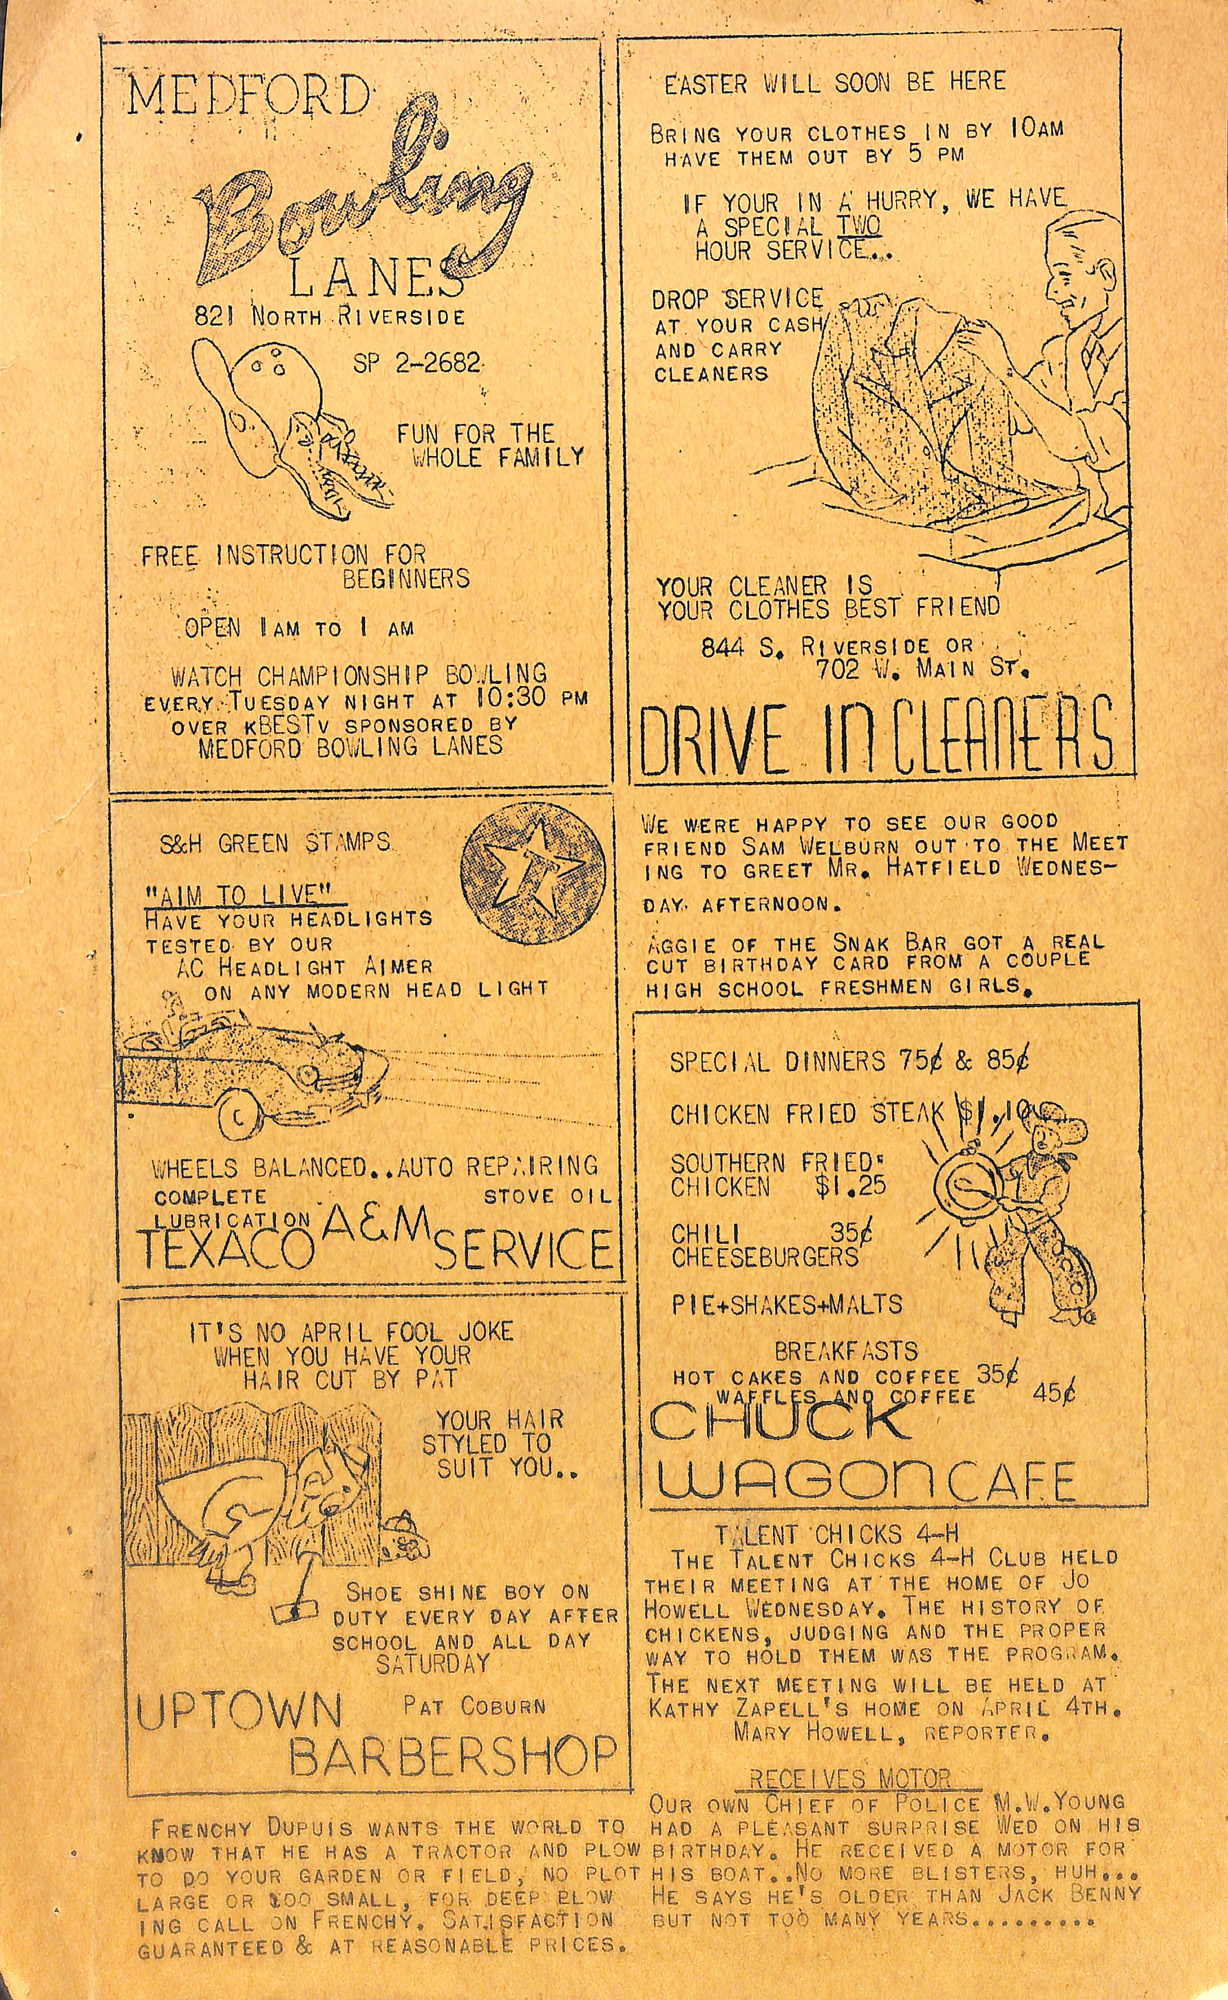 MEDFORD
Bowling
LANES
821 NORTH RIVERSIDE
SP 2-2682
FUN FOR THE
WHOLE FAMILY
FREE INSTRUCTION FOR
BEGINNERS
OPEN 1AM TO 1 AM
WATCH CHAMPIONSHIP BOWLING
EVERY TUESDAY NIGHT AT 10:30 PM
OVER KBESTV SPONSORED BY
MEDFORD BOWLING LANES
EASTER WILL SOON BE HERE
BRING YOUR CLOTHES IN BY 10AM
HAVE THEM OUT BY 5 PM
IF YOUR IN A HURRY, WE HAVE
A SPECIAL TWO
HOUR SERVICE...
DROP SERVICE
AT YOUR CASH
AND CARRY
CLEANERS
YOUR CLEANER IS
YOUR CLOTHES BEST FRIEND
844 S. RIVERSIDE OR
702 W. MAIN ST.
DRIVE IN CLEANERS
S&H GREEN STAMPS
T
"AIM TO LIVE"
HAVE YOUR HEADLIGHTS
TESTED BY OUR
AC HEADLIGHT AIMER
ON ANY MODERN HEAD LIGHT
WHEELS BALANCED..AUTO REPAIRING
COMPLETE STOVE OIL
LUBRICATION
TEXACO A&M SERVICE
WE WERE HAPPY TO SEE OUR GOOD
FRIEND SAM WELBURN OUT TO THE MEET
ING TO GREET MR. HATFIELD WEDNES-
DAY AFTERNOON.
AGGIE OF THE SNAK BAR GOT A REAL
CUT BIRTHDAY CARD FROM A COUPLE
HIGH SCHOOL FRESHMEN GIRLS.
SPECIAL DINNERS 75¢ & 85¢
CHICKEN FRIED STEAK $1.10
SOUTHERN FRIED
CHICKEN $1.25
CHILI 35¢
CHEESEBURGERS
PIE+SHAKES+MALTS
BREAKFASTS
HOT CAKES AND COFFEE 35¢
WAFFLES AND COFFEE 45¢
CHUCK
WAGON CAFE
IT'S NO APRIL FOOL JOKE
WHEN YOU HAVE YOUR
HAIR CUT BY PAT
YOUR HAIR
STYLED TO
SUIT YOU..
SHOE SHINE BOY ON
DUTY EVERY DAY AFTER
SCHOOL AND ALL DAY
SATURDAY
UPTOWN PAT COBURN
BARBERSHOP
TALENT CHICKS 4-H
THE TALENT CHICKS 4-H CLUB HELD
THEIR MEETING AT THE HOME OF JO
HOWELL WEDNESDAY. THE HISTORY OF
CHICKENS, JUDGING AND THE PROPER
WAY TO HOLD THEM WAS THE PROGRAM.
THE NEXT MEETING WILL BE HELD AT
KATHY ZAPELL'S HOME ON APRIL 4TH.
MARY HOWELL, REPORTER.
RECEIVES MOTOR
OUR OWN CHIEF OF POLICE M.W.YOUNG
HAD A PLEASANT SURPRISE WED ON HIS
BIRTHDAY. HE RECEIVED A MOTOR FOR
HIS BOAT..NO MORE BLISTERS, HUH...
HE SAYS HE'S OLDER THAN JACK BENNY
BUT NOT TOO MANY YEARS.........
FRENCHY DUPUIS WANTS THE WORLD TO
KNOW THAT HE HAS A TRACTOR AND PLOW
TO DO YOUR GARDEN OR FIELD, NO PLOT
LARGE OR TOO SMALL, FOR DEEP PLOW
ING CALL ON FRENCHY. SATISFACTION
GUARANTEED & AT REASONABLE PRICES.